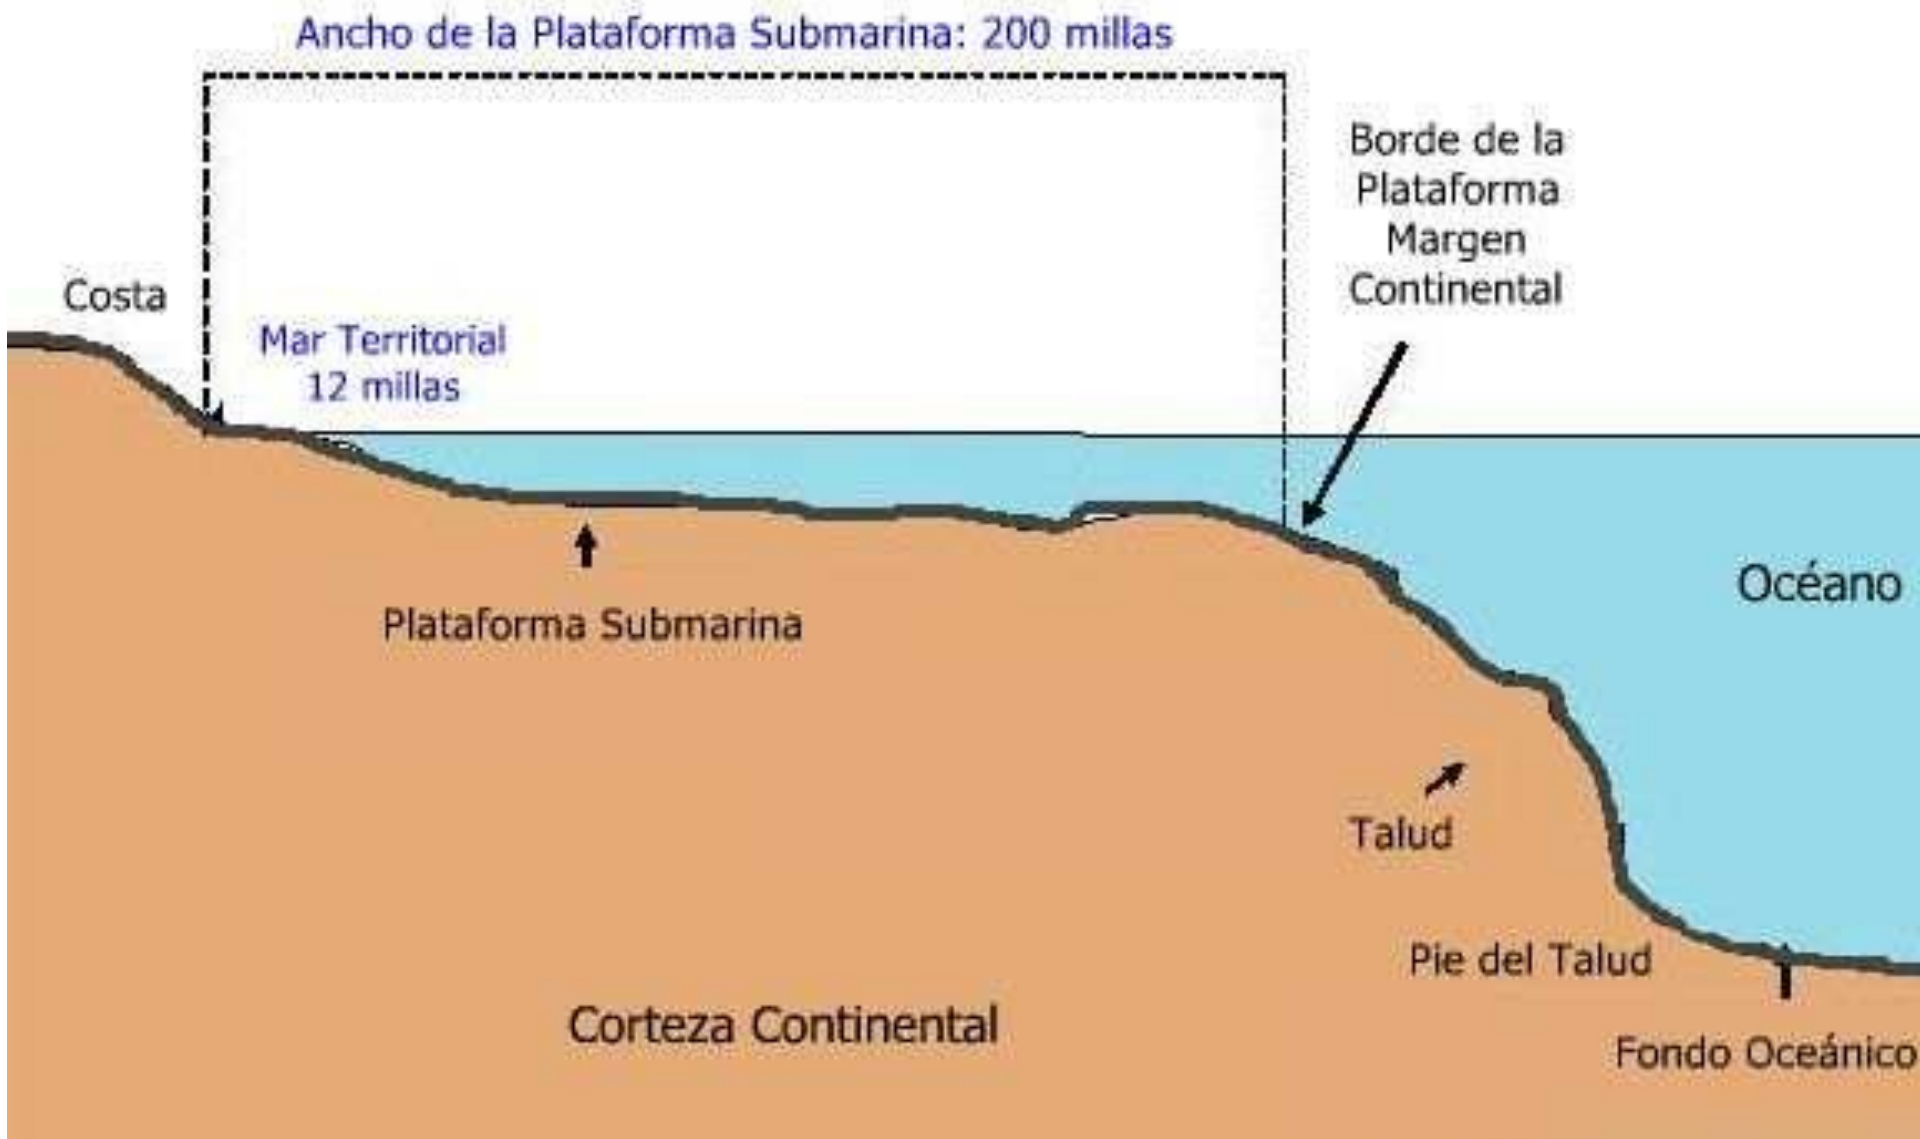 Ancho de la Plataforma Submarina: 200 millas
Borde de la
Plataforma
Margen
Continental
Costa
Mar Territorial
12 millas
Océano
Plataforma Submarina
Talud
Pie del Talud
Corteza Continental
Fondo Oceánico